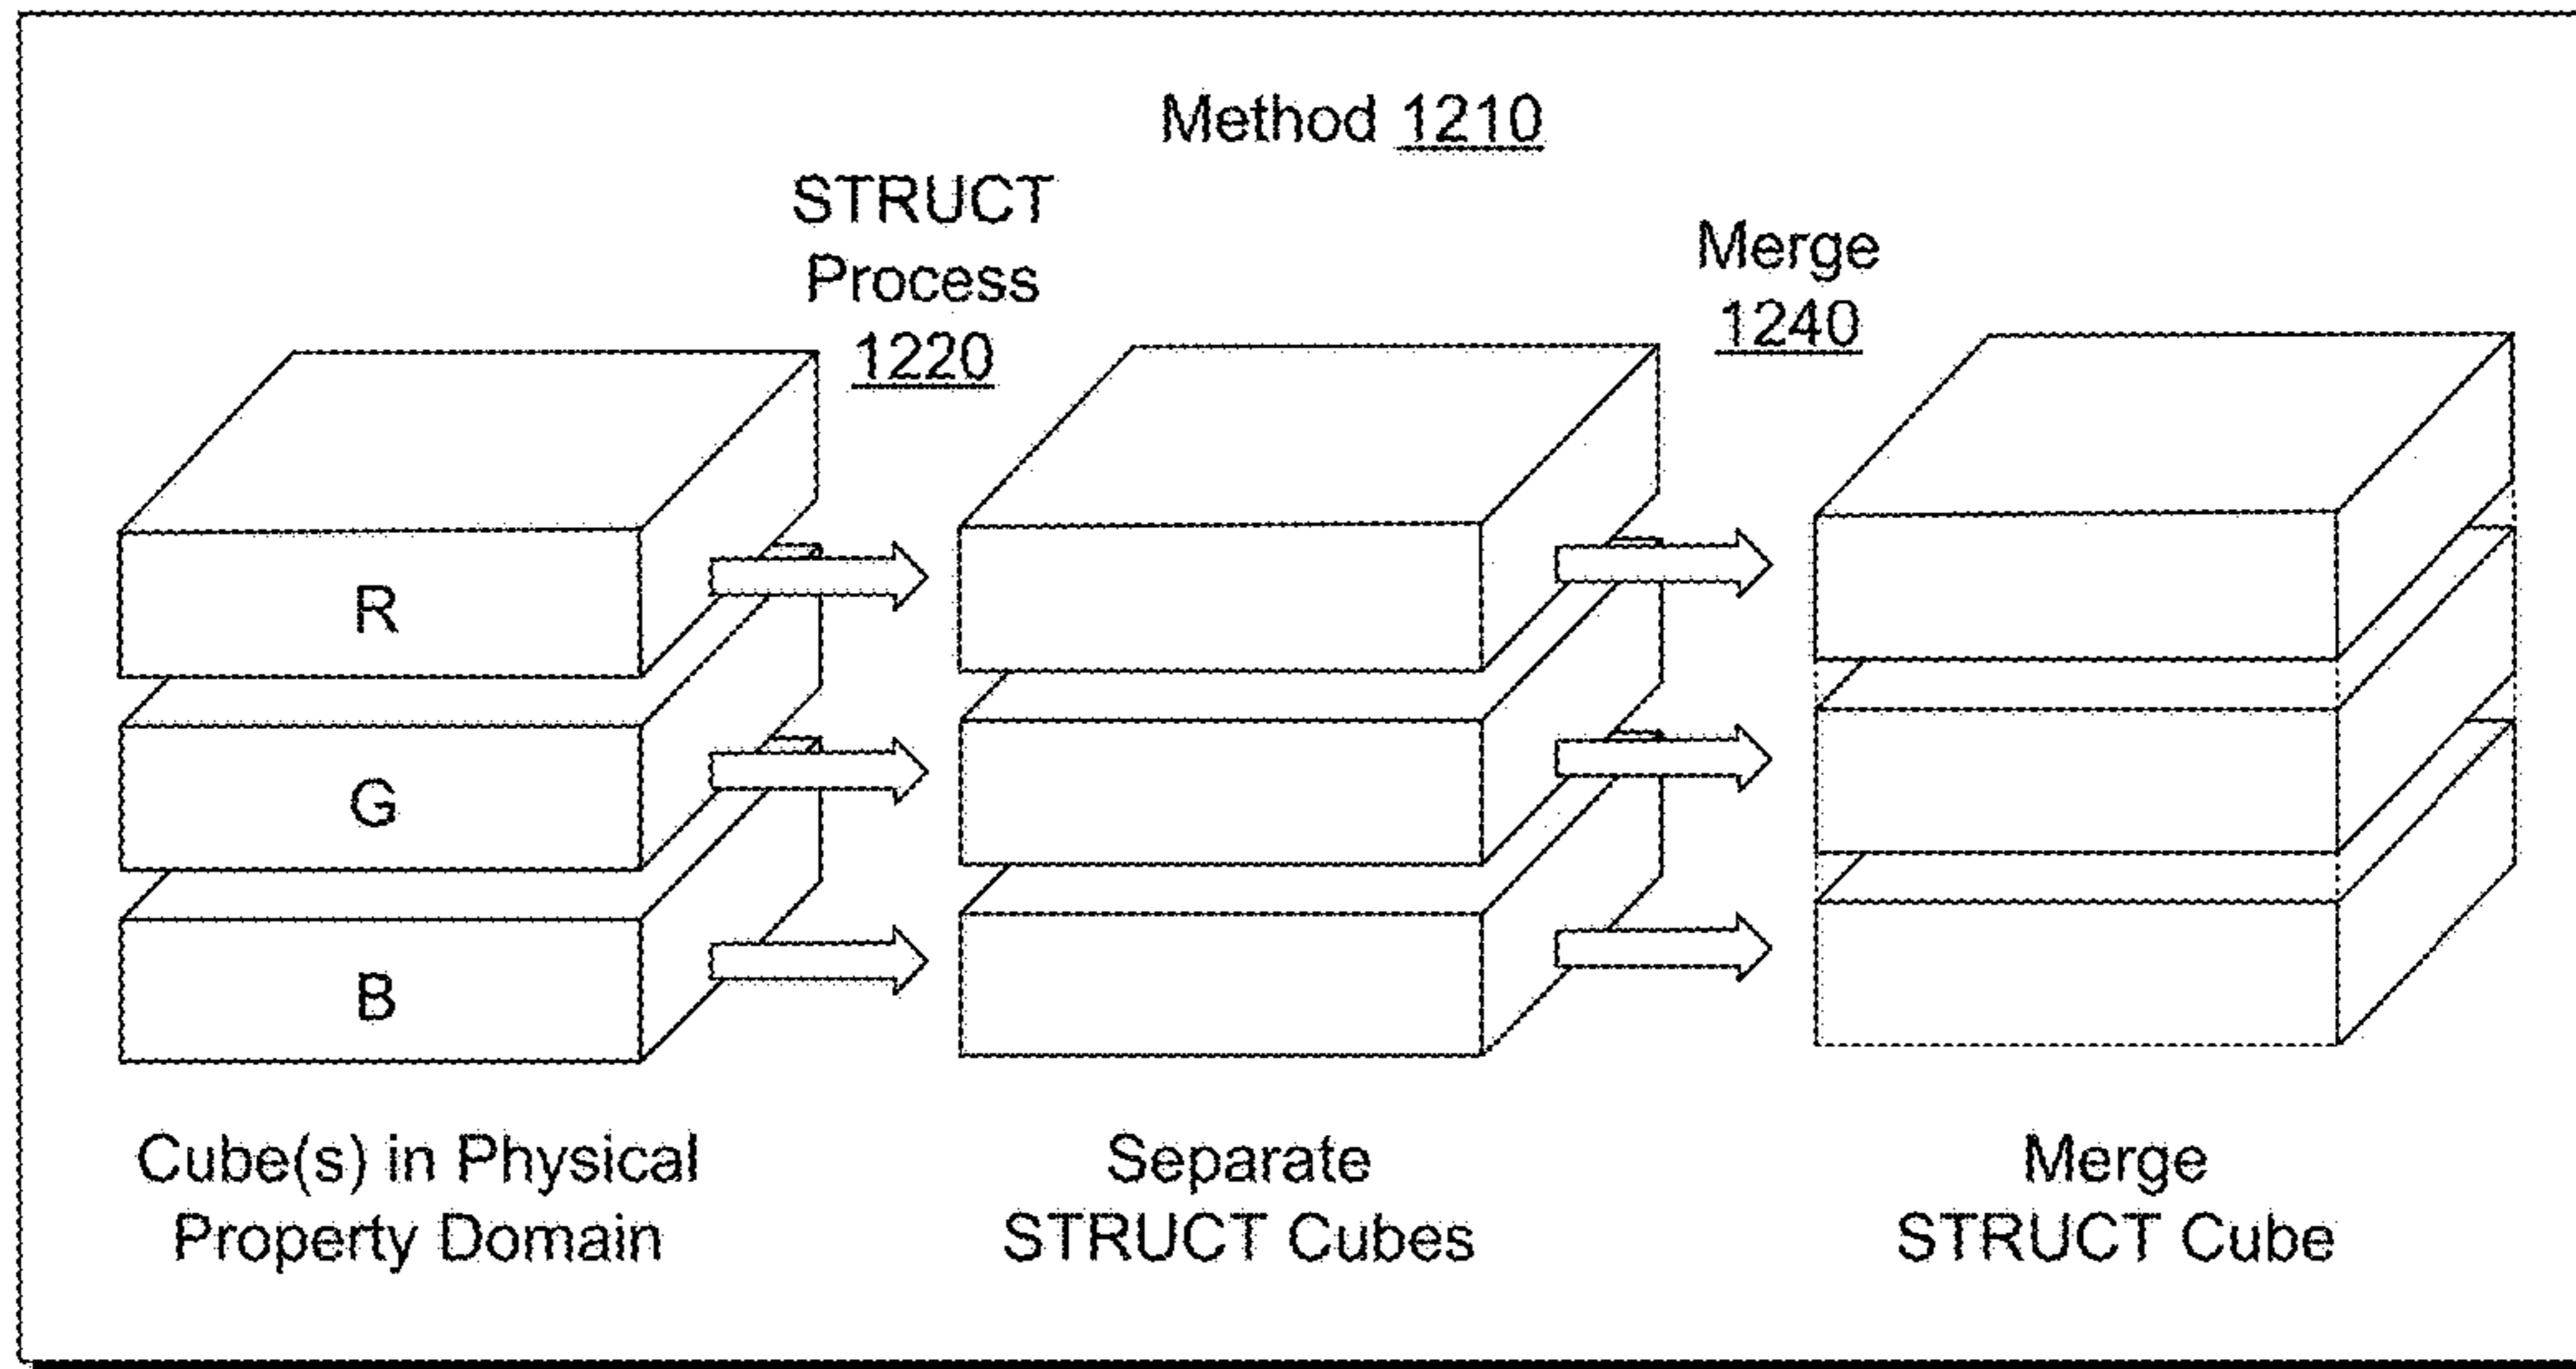 Method 1210
STRUCT
Process
1220
Merge
1240
R
G
B
Cube(s) in Physical
Property Domain
Separate
STRUCT Cubes
Merge
STRUCT Cube